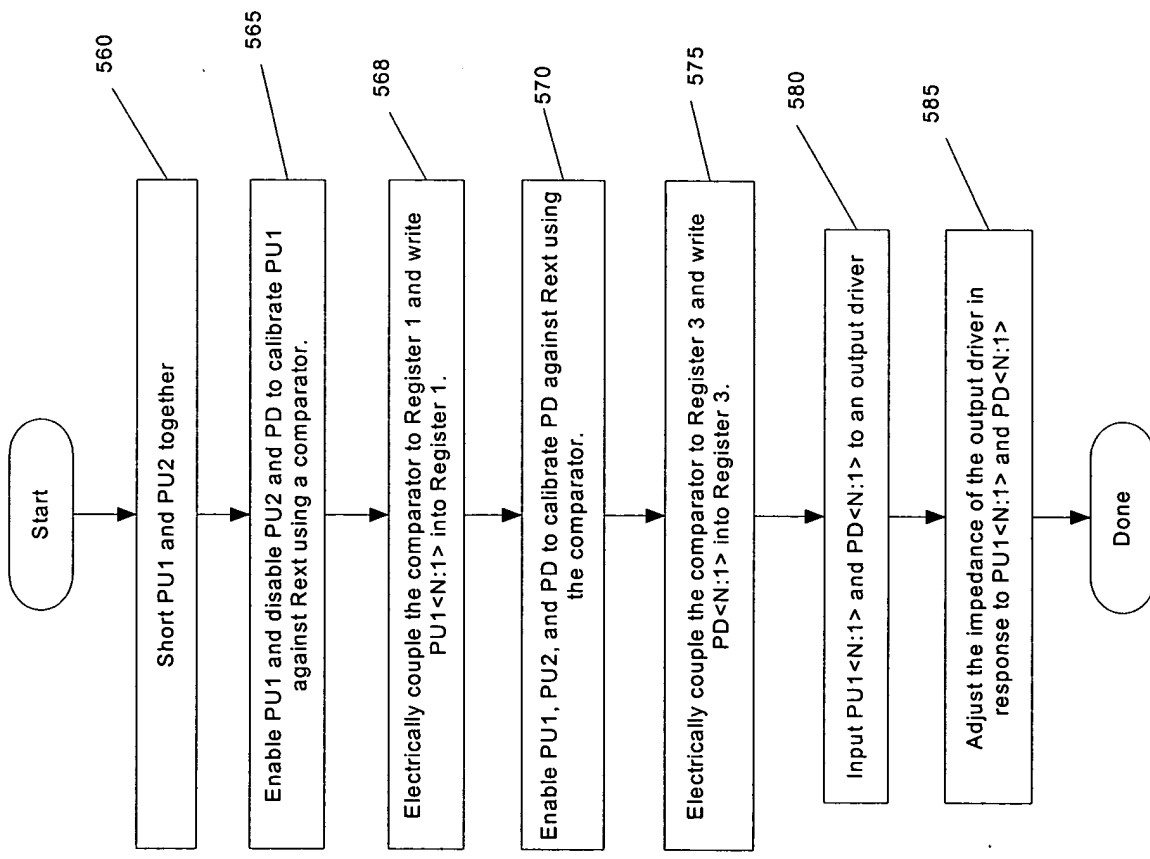 Start
560
Short PU1 and PU2 together
565
Enable PU1 and disable PU2 and PD to calibrate PU1
against Rext using a comparator.
568
Electrically couple the comparator to Register 1 and write
PU1<N:1> into Register 1.
570
Enable PU1, PU2, and PD to calibrate PD against Rext using
the comparator.
575
Electrically couple the comparator to Register 3 and write
PD<N:1> into Register 3.
580
Input PU1<N:1> and PD<N:1> to an output driver
585
Adjust the impedance of the output driver in
response to PU1<N:1> and PD<N:1>
Done